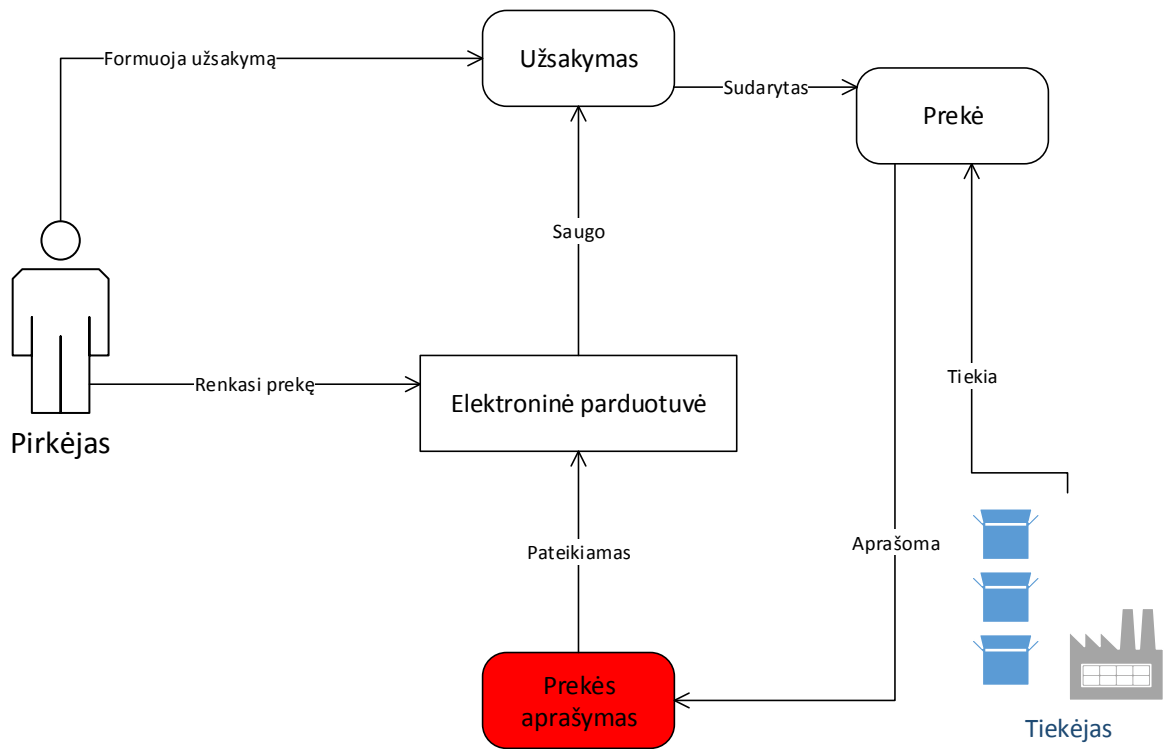 Formuoja užsakymą
Užsakymas
Sudarytas
Prekė
Saugo
Renkasi prekę
Elektroninė parduotuvė
Tiekia
Pirkėjas
Pateikiamas
Aprašoma
Prekės
aprašymas
Tiekėjas